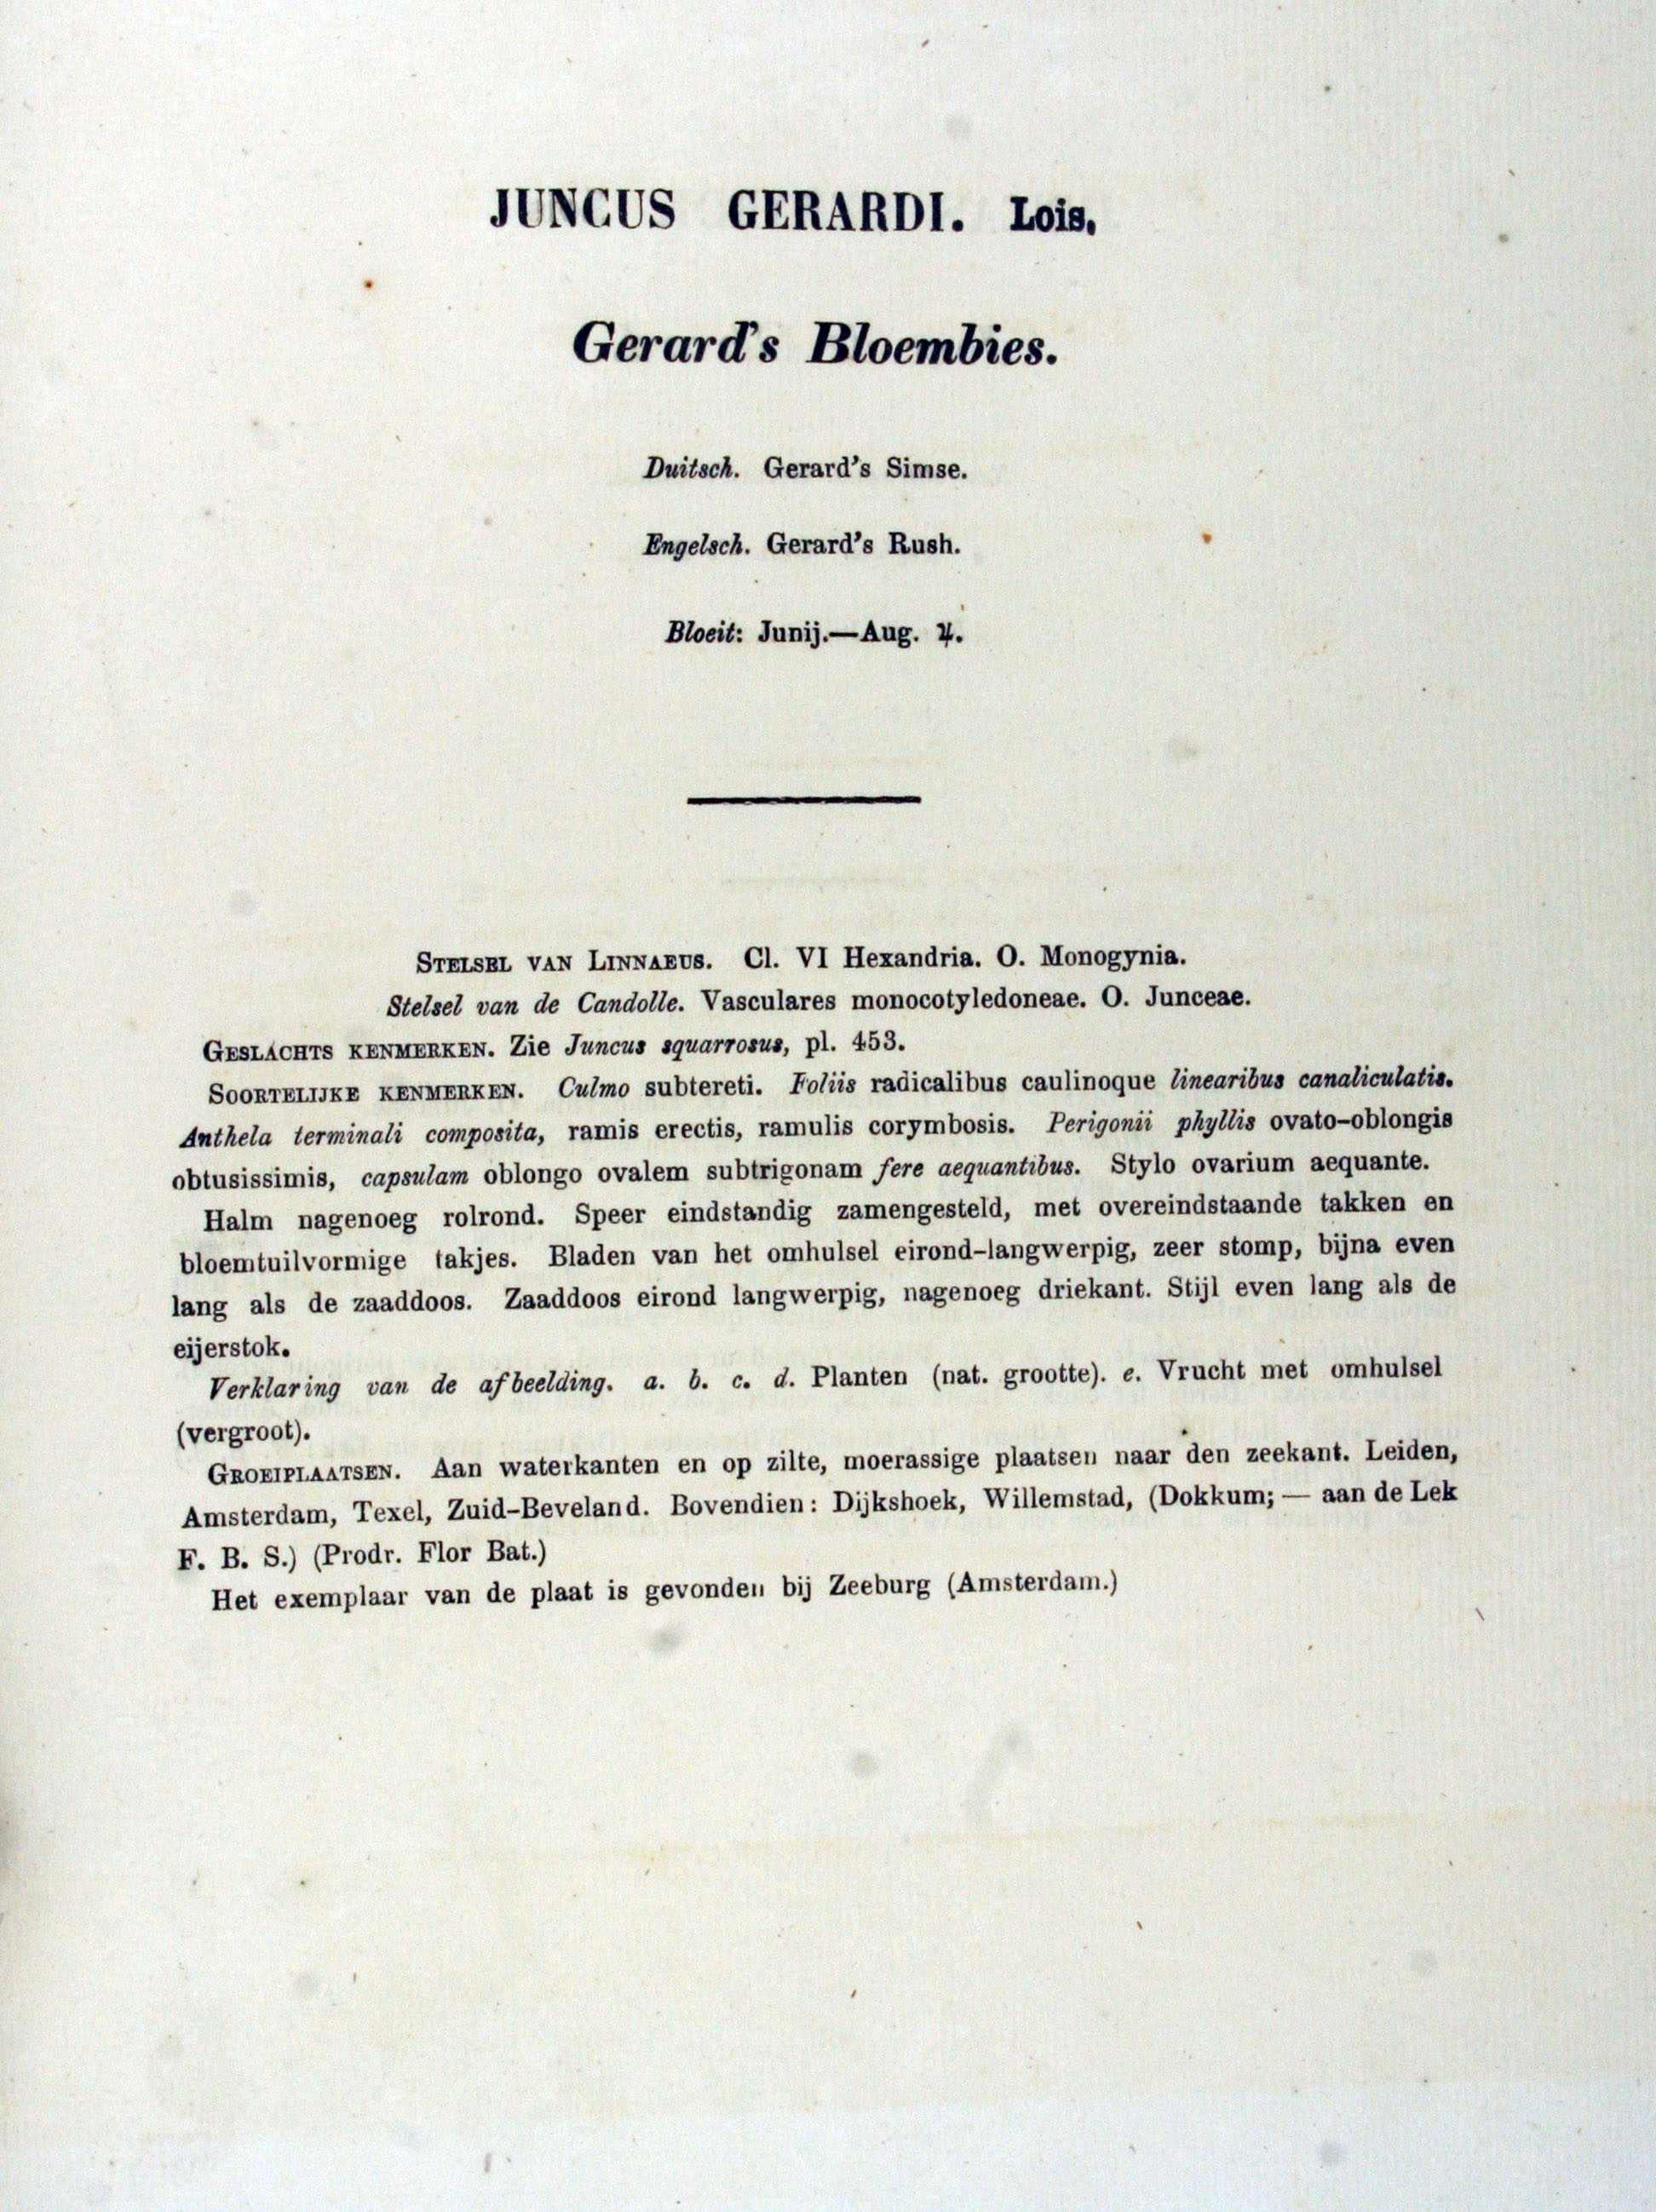 JUNCUS GERARDI. Lois.
Gerard's Bloembies.
Duitsch. Gerard's Simse.
Engelsch. Gerard's Rush.
Bloeit: Junij.—Aug. ♃.
STELSEL VAN LINNAEUS. Cl. VI Hexandria. O. Monogynia.
Stelsel van de Candolle. Vasculares monocotyledoneae. O. Junceae.
GESLACHTS KENMERKEN. Zie Juncus squarrosus, pl. 453.
SOORTELIJKE KENMERKEN. Culmo subtereti. Foliis radicalibus caulinoque linearibus canaliculatis.
Anthela terminali composita, ramis erectis, ramulis corymbosis. Perigonii phyllis ovato-oblongis
obtusissimis, capsulam oblongo ovalem subtrigonam fere aequantibus. Stylo ovarium aequante.
Halm nagenoeg rolrond. Speer eindstandig zamengesteld, met overeindstaande takken en
bloemtuilvormige takjes. Bladen van het omhulsel eirond-langwerpig, zeer stomp, bijna even
lang als de zaaddoos. Zaaddoos eirond langwerpig, nagenoeg driekant. Stijl even lang als de
eijerstok.
Verklaring van de afbeelding. a. b. c. d. Planten (nat. grootte). e. Vrucht met omhulsel
(vergroot).
GROEIPLAATSEN. Aan waterkanten en op zilte, moerassige plaatsen naar den zeekant. Leiden,
Amsterdam, Texel, Zuid-Beveland. Bovendien: Dijkshoek, Willemstad, (Dokkum; — aan de Lek
F. B. S.) (Prodr. Flor Bat.)
Het exemplaar van de plaat is gevonden bij Zeeburg (Amsterdam.)